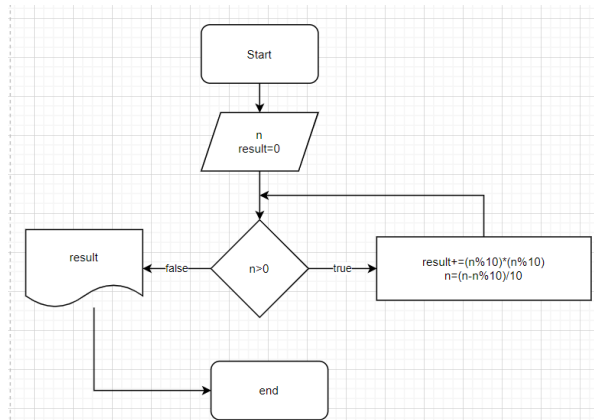 Start
n
result=0
n>0
true
result+=(n%10)*(n%10)
n=(n-n%10)/10
false
result
end